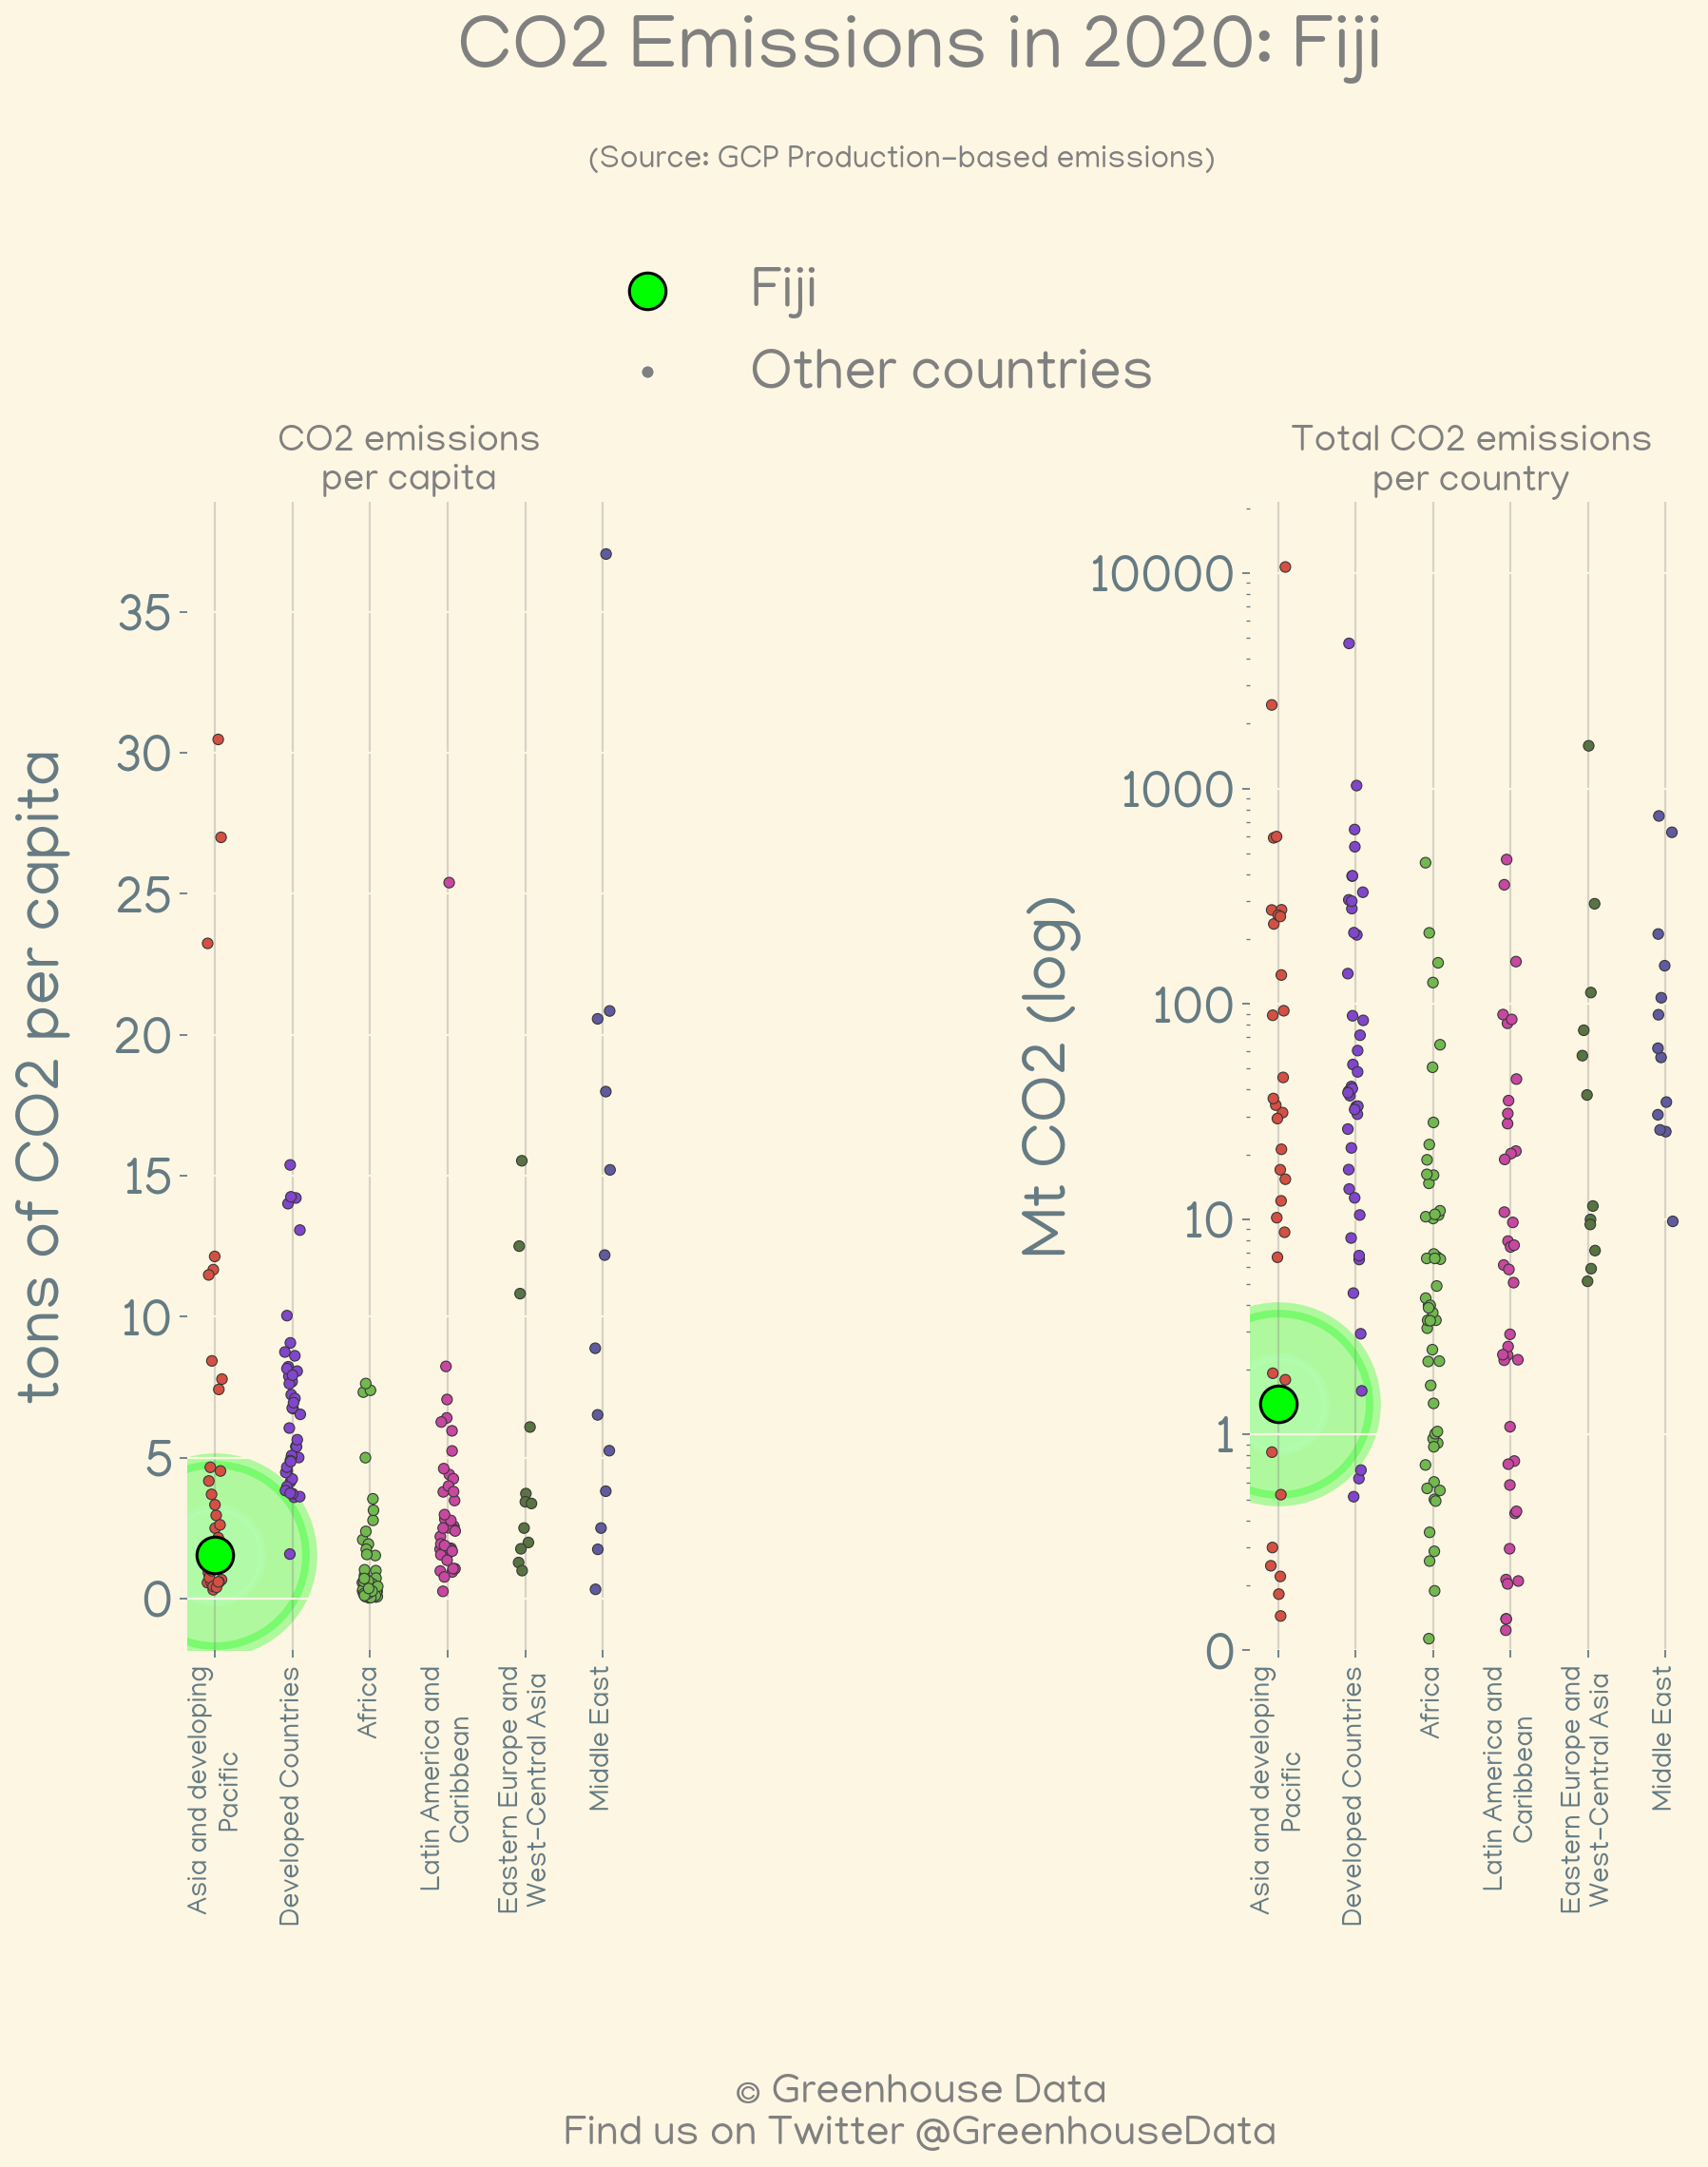 CO2 Emissions in 2020: Fiji
(Source: GCP Production-based emissions)
Fiji
Other countries
CO2 emissions
per capita
tons of CO2 per capita
35
30
25
20
15
10
5
0
Asia and developing
Pacific
Developed Countries
Africa
Latin America and
Caribbean
Eastern Europe and
West-Central Asia
Middle East
Total CO2 emissions
per country
Mt CO2 (log)
10000
1000
100
10
1
0
Asia and developing
Pacific
Developed Countries
Africa
Latin America and
Caribbean
Eastern Europe and
West-Central Asia
Middle East
© Greenhouse Data
Find us on Twitter @GreenhouseData